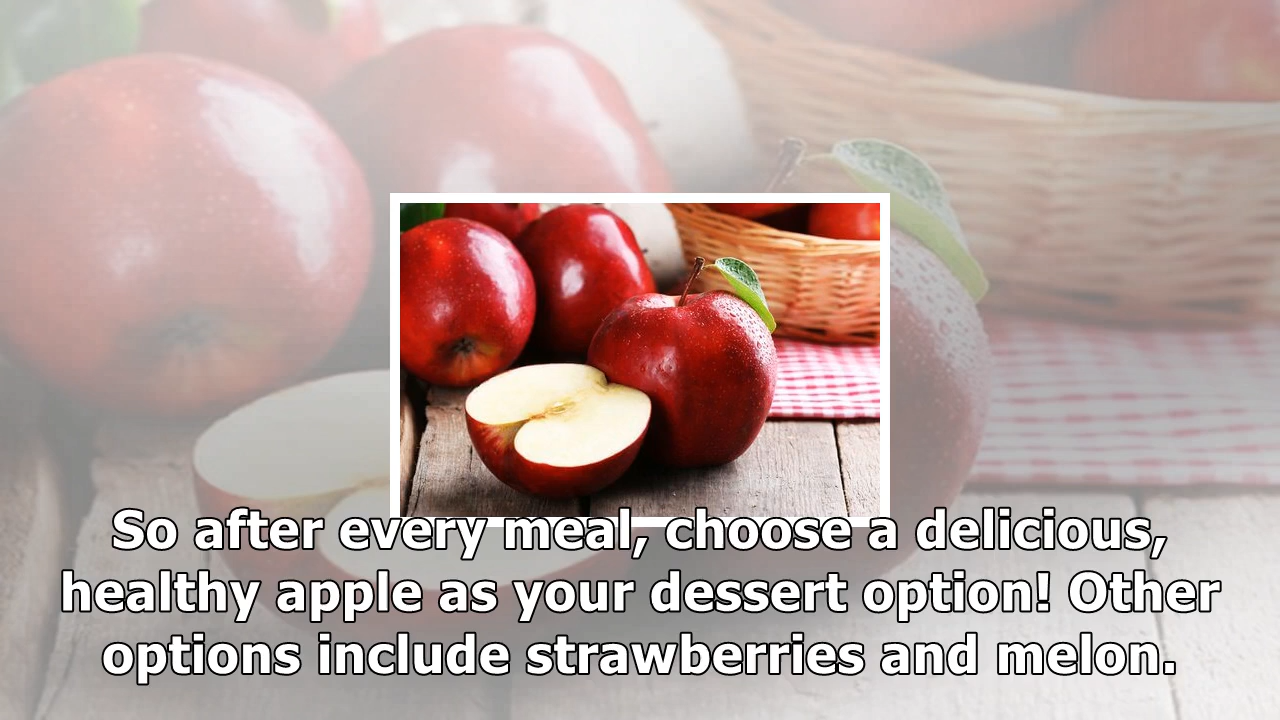 So after every meal, choose a delicious,
healthy apple as your dessert option! Other
options include strawberries and melon.